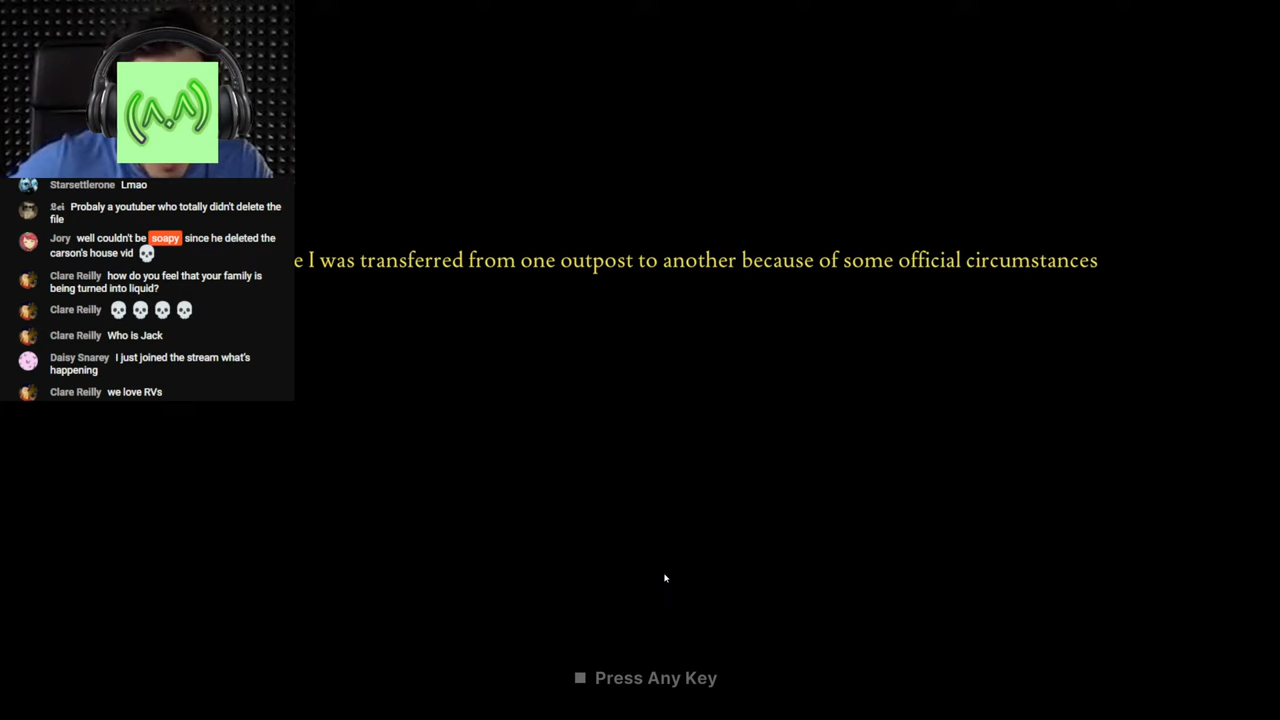 (^.^)
Starsettlerone Lmao
Lei Probaly a youtuber who totally didn't delete the
file
Jory well couldn't be soapy since he deleted the
carson's house vid 💀
Clare Reilly how do you feel that your family is
being turned into liquid?
Clare Reilly 💀 💀 💀 💀
Clare Reilly Who is Jack
Daisy Snarey I just joined the stream what's
happening
Clare Reilly we love RVs
e I was transferred from one outpost to another because of some official circumstances
Press Any Key